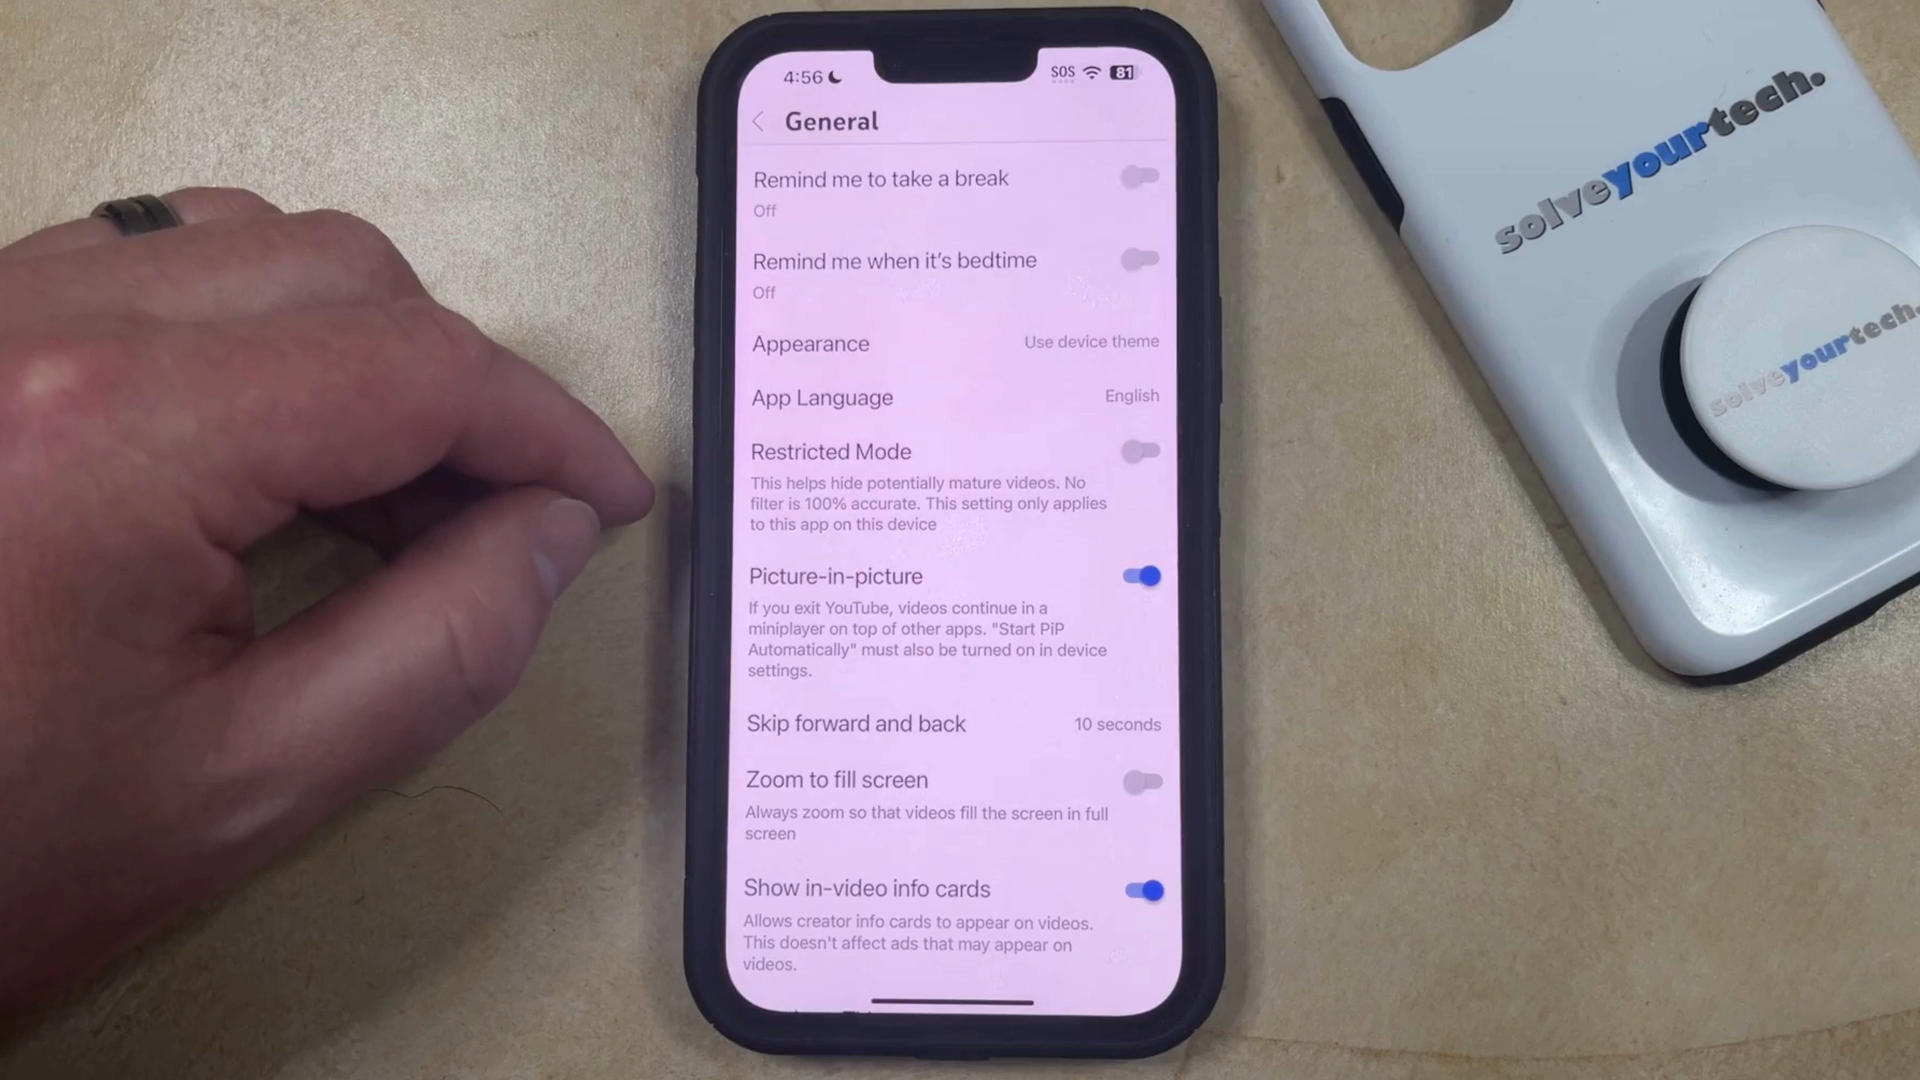 4:56
SOS
81
General
Remind me to take a break
Off
Remind me when it's bedtime
Off
Appearance
Use device theme
App Language
English
Restricted Mode
This helps hide potentially mature videos. No
filter is 100% accurate. This setting only applies
to this app on this device
Picture-in-picture
If you exit YouTube, videos continue in a
miniplayer on top of other apps. "Start PiP
Automatically" must also be turned on in device
settings.
Skip forward and back
10 seconds
Zoom to fill screen
Always zoom so that videos fill the screen in full
screen
Show in-video info cards
Allows creator info cards to appear on videos.
This doesn't affect ads that may appear on
videos.
solveyourtech.
solveyourtech.